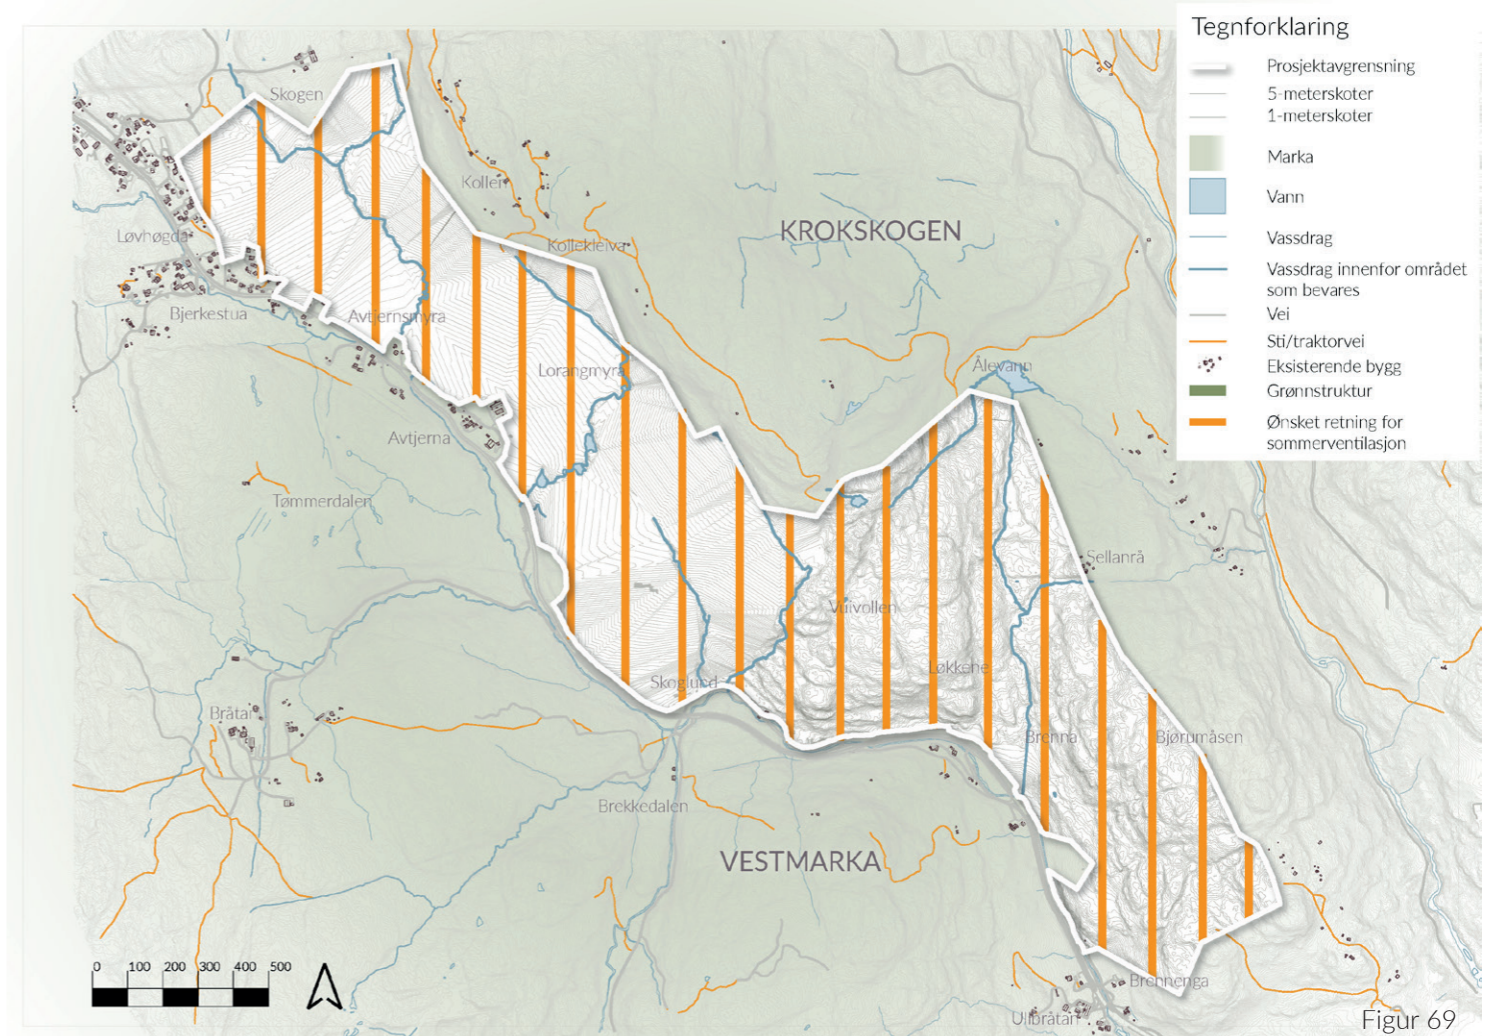 Tegnforklaring
Prosjektavgrensning
5-meterskoter
1-meterskoter
Marka
Vann
Vassdrag
Vassdrag innenfor området
som bevares
Vei
Sti/traktorvei
Eksisterende bygg
Grønnstruktur
Ønsket retning for
sommerventilasjon
Skogen
Koller
Løvhøgda
Kollekleiva
KROKSKOGEN
Bjerkestua
Avtjernsmyra
Lorangmyra
Ålevann
Avtjerna
Tømmerdalen
Sellanrå
Vuivollen
Løkkene
Skoglund
Bråtan
Brenna
Bjørumåsen
Brekkedalen
VESTMARKA
0 100 200 300 400 500
Brennenga
Ullbråtan
Figur 69